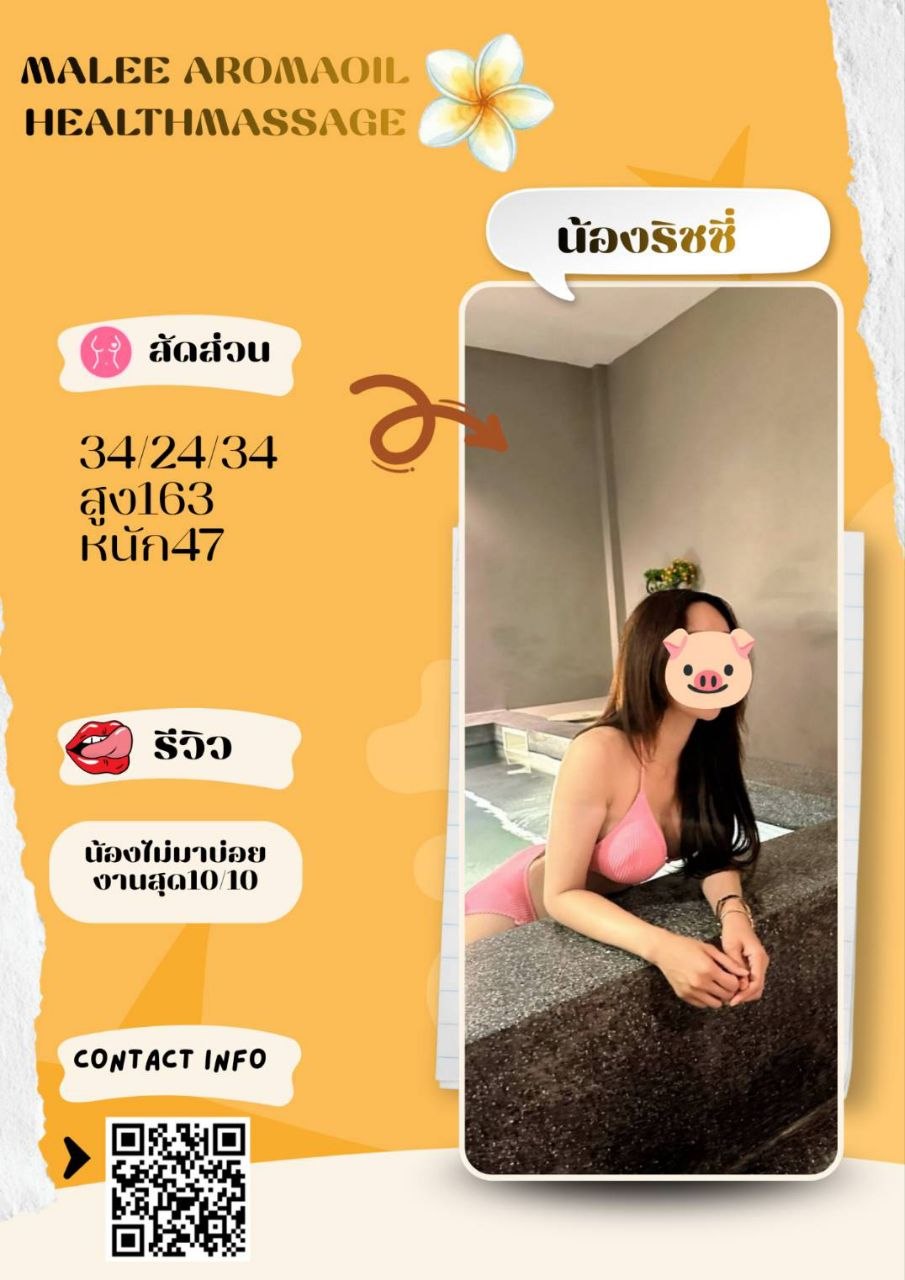 MALEE AROMAOIL
HEALTHMASSAGE
น้องริชชี่
สัดส่วน
34/24/34
สูง163
หนัก47
รีวิว
น้องไม่มาบ่อย
งานสุด10/10
CONTACT INFO